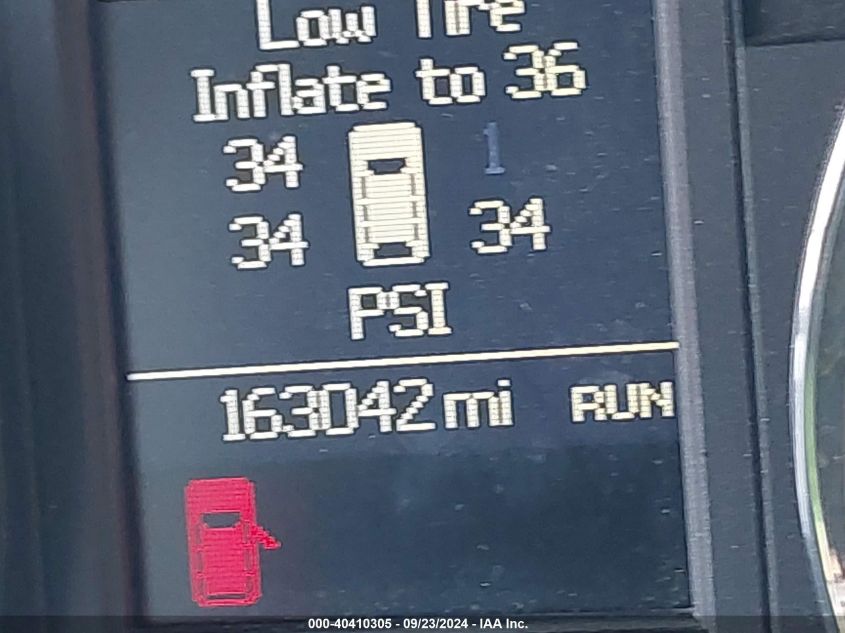 Low Tire
Inflate to 36
34 1
34 34
PSI
163042 mi RUN
000-40410305 - 09/23/2024 - IAA Inc.